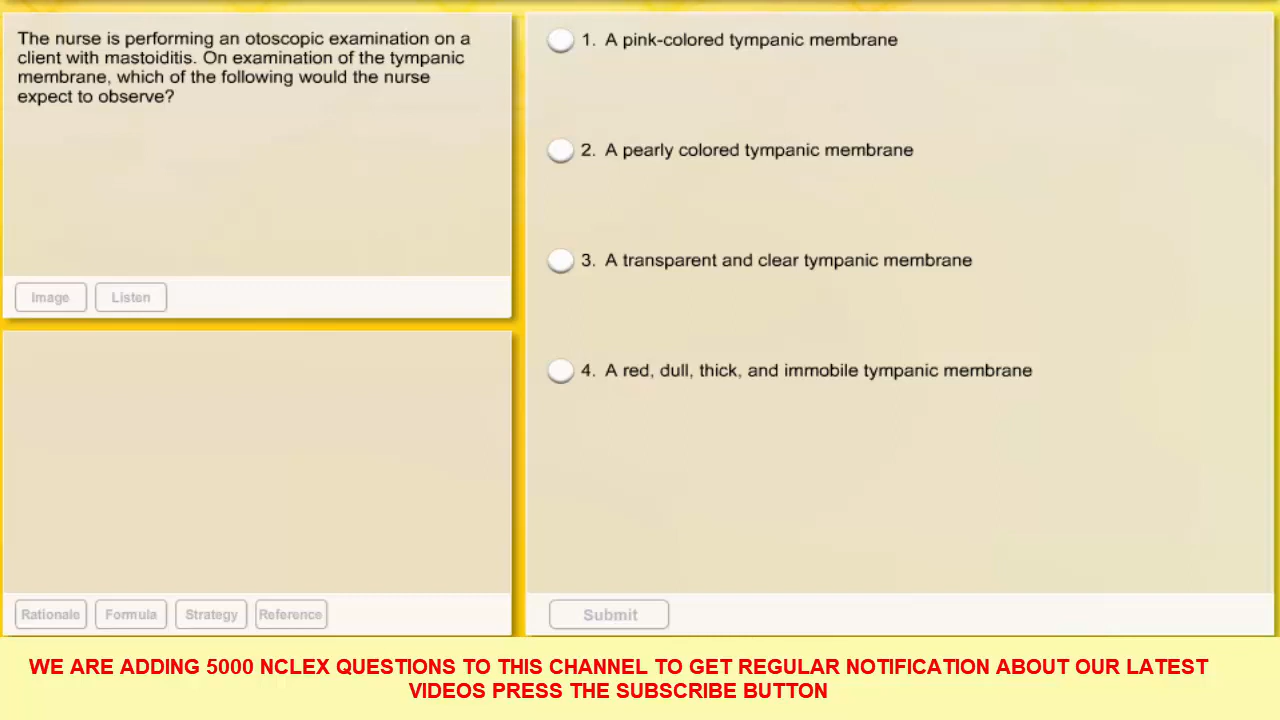 The nurse is performing an otoscopic examination on a
client with mastoiditis. On examination of the tympanic
membrane, which of the following would the nurse
expect to observe?
Image
Listen
1. A pink-colored tympanic membrane
2. A pearly colored tympanic membrane
3. A transparent and clear tympanic membrane
4. A red, dull, thick, and immobile tympanic membrane
Rationale
Formula
Strategy
Reference
Submit
WE ARE ADDING 5000 NCLEX QUESTIONS TO THIS CHANNEL TO GET REGULAR NOTIFICATION ABOUT OUR LATEST
VIDEOS PRESS THE SUBSCRIBE BUTTON